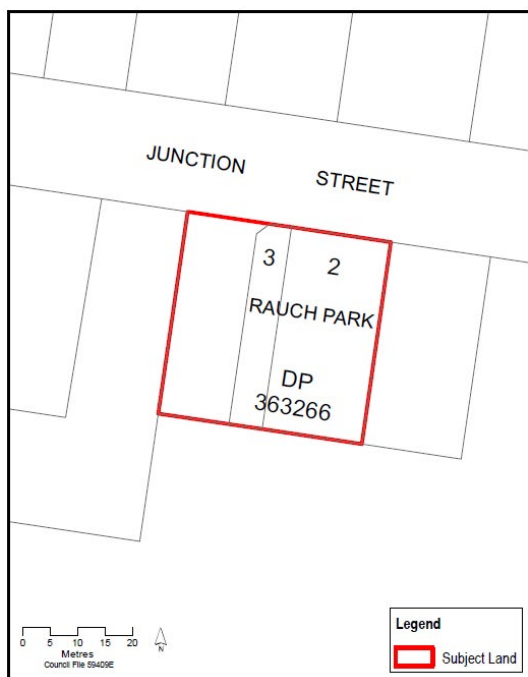 JUNCTION STREET
3 2
RAUCH PARK
DP
363266
0 5 10 15 20
Metres
Council File 59409E
N
Legend
Subject Land